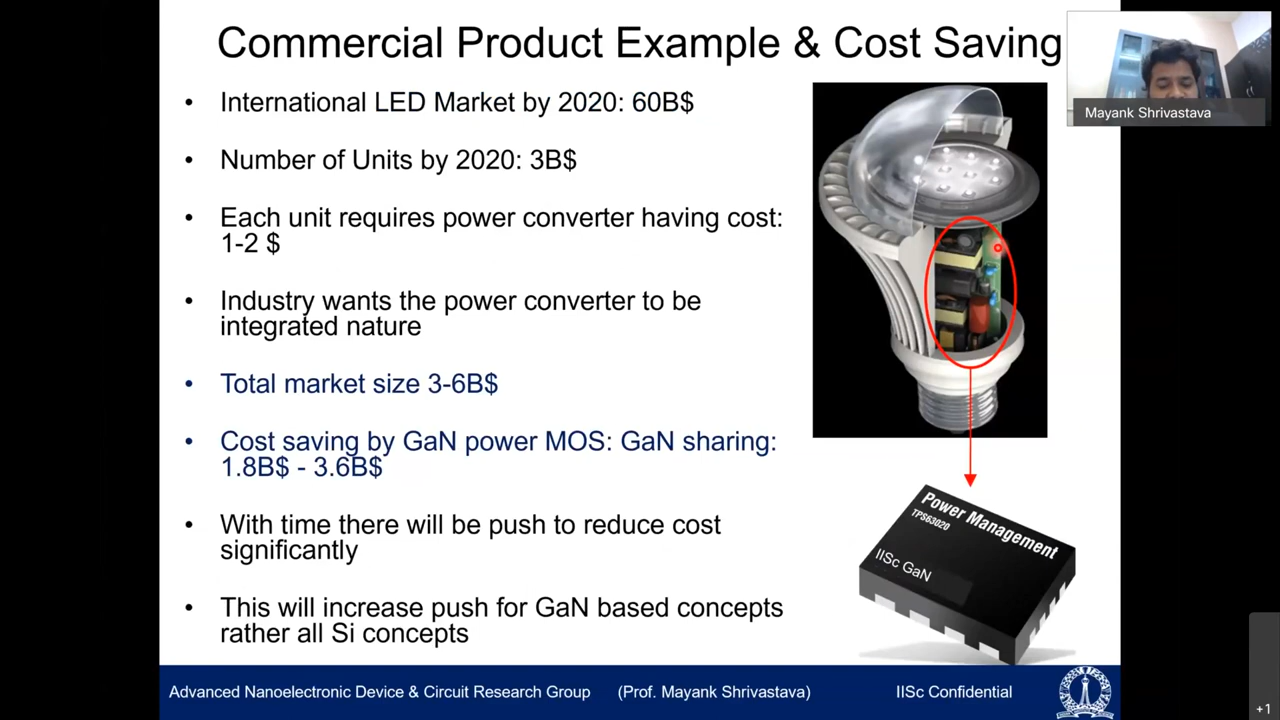 Commercial Product Example & Cost Saving
Mayank Shrivastava
• International LED Market by 2020: 60B$
• Number of Units by 2020: 3B$
• Each unit requires power converter having cost:
1-2 $
• Industry wants the power converter to be
integrated nature
• Total market size 3-6B$
• Cost saving by GaN power MOS: GaN sharing:
1.8B$ - 3.6B$
• With time there will be push to reduce cost
significantly
• This will increase push for GaN based concepts
rather all Si concepts
Power Management
TPS63020
IISc GaN
Advanced Nanoelectronic Device & Circuit Research Group (Prof. Mayank Shrivastava) IISc Confidential
+1